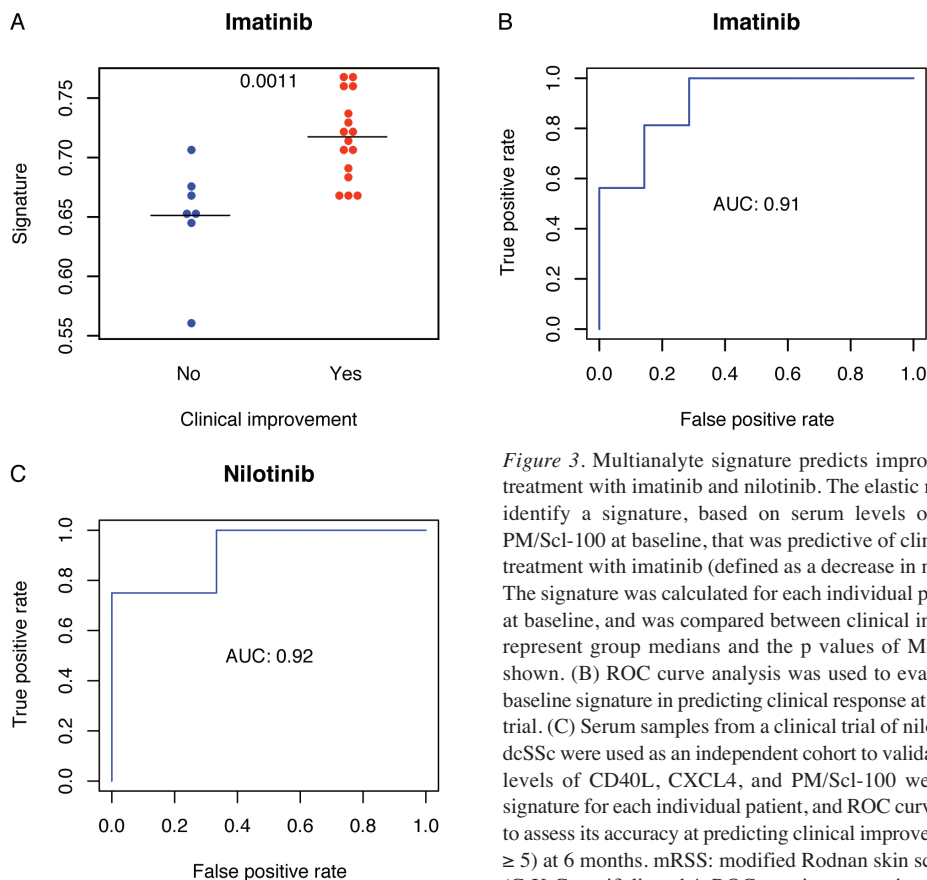 A
Imatinib
0.0011
0.75
0.70
0.65
0.60
0.55
Signature
No Yes
Clinical improvement
B
Imatinib
1.0
0.8
0.6
0.4
0.2
0.0
True positive rate
AUC: 0.91
0.0 0.2 0.4 0.6 0.8 1.0
False positive rate
C
Nilotinib
1.0
0.8
0.6
0.4
0.2
0.0
True positive rate
AUC: 0.92
0.0 0.2 0.4 0.6 0.8 1.0
False positive rate
Figure 3. Multianalyte signature predicts impro
treatment with imatinib and nilotinib. The elastic
identify a signature, based on serum levels o
PM/Scl-100 at baseline, that was predictive of clin
treatment with imatinib (defined as a decrease in
The signature was calculated for each individual p
at baseline, and was compared between clinical in
represent group medians and the p values of M
shown. (B) ROC curve analysis was used to eva
baseline signature in predicting clinical response at
trial. (C) Serum samples from a clinical trial of nilo
dcSSc were used as an independent cohort to valida
levels of CD40L, CXCL4, and PM/Scl-100 we
signature for each individual patient, and ROC curv
to assess its accuracy at predicting clinical improve
≥ 5) at 6 months. mRSS: modified Rodnan skin sc